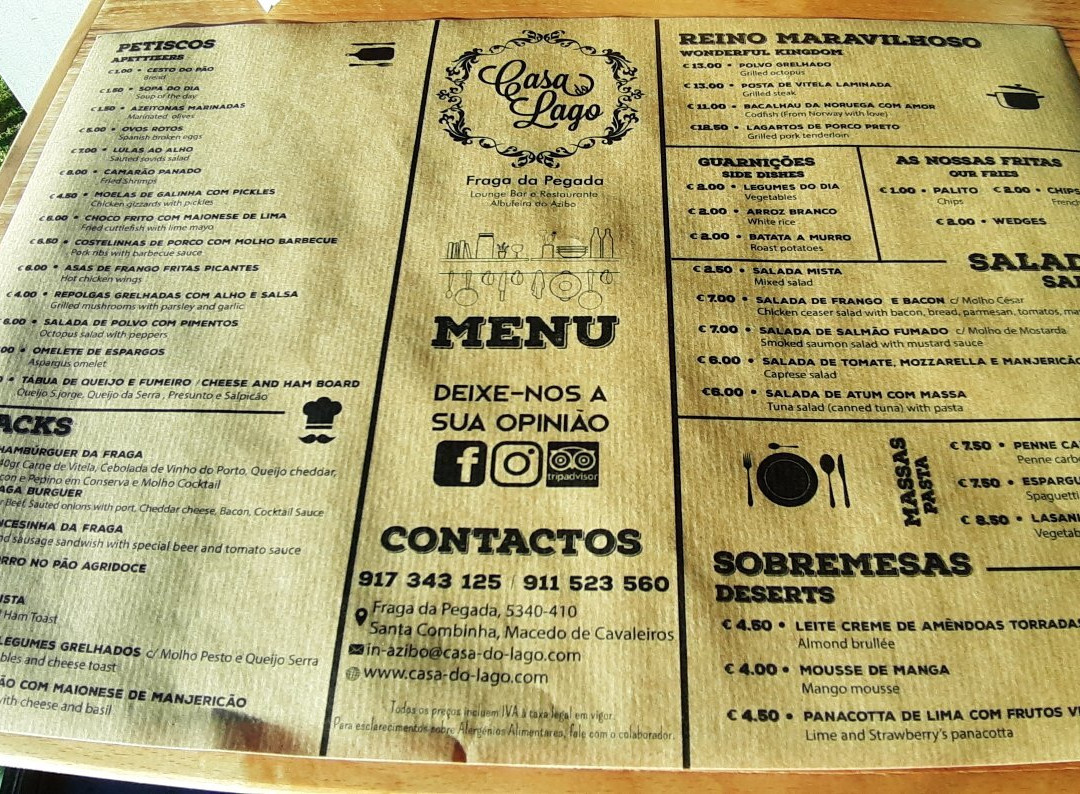 PETISCOS
APETTIZERS
€1.00 • CESTO DO PÃO
Bread
€1.50 • SOPA DO DIA
Soup of the day
€1.50 • AZEITONAS MARINADAS
Marinated olives
€5.00 • OVOS ROTOS
Spanish Broken eggs
€7.00 • LULAS AO ALHO
Sauted sovids salad
€8.00 • CAMARÃO PANADO
Fried Shrimps
€4.50 • MOELAS DE GALINHA COM PICKLES
Chicken gizzards with pickles
€6.00 • CHOCO FRITO COM MAIONESE DE LIMA
Fried cuttlefish with lime mayo
€6.50 • COSTELINHAS DE PORCO COM MOLHO BARBECUE
Pork ribs with barbecue sauce
€6.00 • ASAS DE FRANGO FRITAS PICANTES
Hot chicken wings
€4.00 • REPOLGAS GRELHADAS COM ALHO E SALSA
Grilled mushrooms with parsley and garlic
6.00 • SALADA DE POLVO COM PIMENTOS
Octopus salad with peppers
00 • OMELETE DE ESPARGOS
Aspargus omelet
• TÁBUA DE QUEIJO E FUMEIRO / CHEESE AND HAM BOARD
Queijo S.jorge, Queijo da Serra, Presunto e Salpicão
ACKS
HAMBÚRGUER DA FRAGA
40gr Carne de Vitela, Cebolada de Vinho do Porto, Queijo cheddar,
con e Pepino em Conserva e Molho Cocktail
AGA BURGUER
r Beef, Sauted onions with port, Cheddar cheese, Bacon, Cocktail Sauce
NCESINHA DA FRAGA
nd sausage sandwich with special beer and tomato sauce
RRO NO PÃO AGRIDOCE
ISTA
Ham Toast
LEGUMES GRELHADOS c/ Molho Pesto e Queijo Serra
bles and cheese toast
ÃO COM MAIONESE DE MANJERICÃO
with cheese and basil
Casa do Lago
Fraga da Pegada
Lounge Bar e Restaurante
Albufeira do Azibo
MENU
DEIXE-NOS A
SUA OPINIÃO
f
tripadvisor
CONTACTOS
917 343 125 / 911 523 560
Fraga da Pegada, 5340-410
Santa Combinha, Macedo de Cavaleiros
in-azibo@casa-do-lago.com
www.casa-do-lago.com
Todos os preços incluem IVA à taxa legal em vigor.
Para esclarecimentos sobre Alergénios Alimentares, fale com o colaborador.
REINO MARAVILHOSO
WONDERFUL KINGDOM
€13.00 • POLVO GRELHADO
Grilled octopus
€13.00 • POSTA DE VITELA LAMINADA
Grilled steak
€11.00 • BACALHAU DA NORUEGA COM AMOR
Codfish (From Norway with love)
€12.50 • LAGARTOS DE PORCO PRETO
Grilled pork tenderloin
GUARNIÇÕES
SIDE DISHES
€2.00 • LEGUMES DO DIA
Vegetables
€2.00 • ARROZ BRANCO
White rice
€2.00 • BATATA A MURRO
Roast potatoes
AS NOSSAS FRITAS
OUR FRIES
€1.00 • PALITO
Chips
€2.00 • CHIPS
French
€2.00 • WEDGES
SALAD
SAL
€2.50 • SALADA MISTA
Mixed salad
€7.00 • SALADA DE FRANGO E BACON c/ Molho César
Chicken ceaser salad with bacon, bread, parmesan, tomatos, ma
€7.00 • SALADA DE SALMÃO FUMADO c/ Molho de Mostarda
Smoked saumon salad with mustard sauce
€6.00 • SALADA DE TOMATE, MOZZARELLA E MANJERICÃO
Caprese salad
€6.00 • SALADA DE ATUM COM MASSA
Tuna salad (canned tuna) with pasta
MASSAS
PASTA
€7.50 • PENNE CA
Penne carb
€7.50 • ESPARGU
Spaguetti
€8.50 • LASAN
Vegetab
SOBREMESAS
DESERTS
€4.50 • LEITE CREME DE AMÊNDOAS TORRADAS
Almond brullée
€4.00 • MOUSSE DE MANGA
Mango mousse
€4.50 • PANACOTTA DE LIMA COM FRUTOS VE
Lime and Strawberry's panacotta